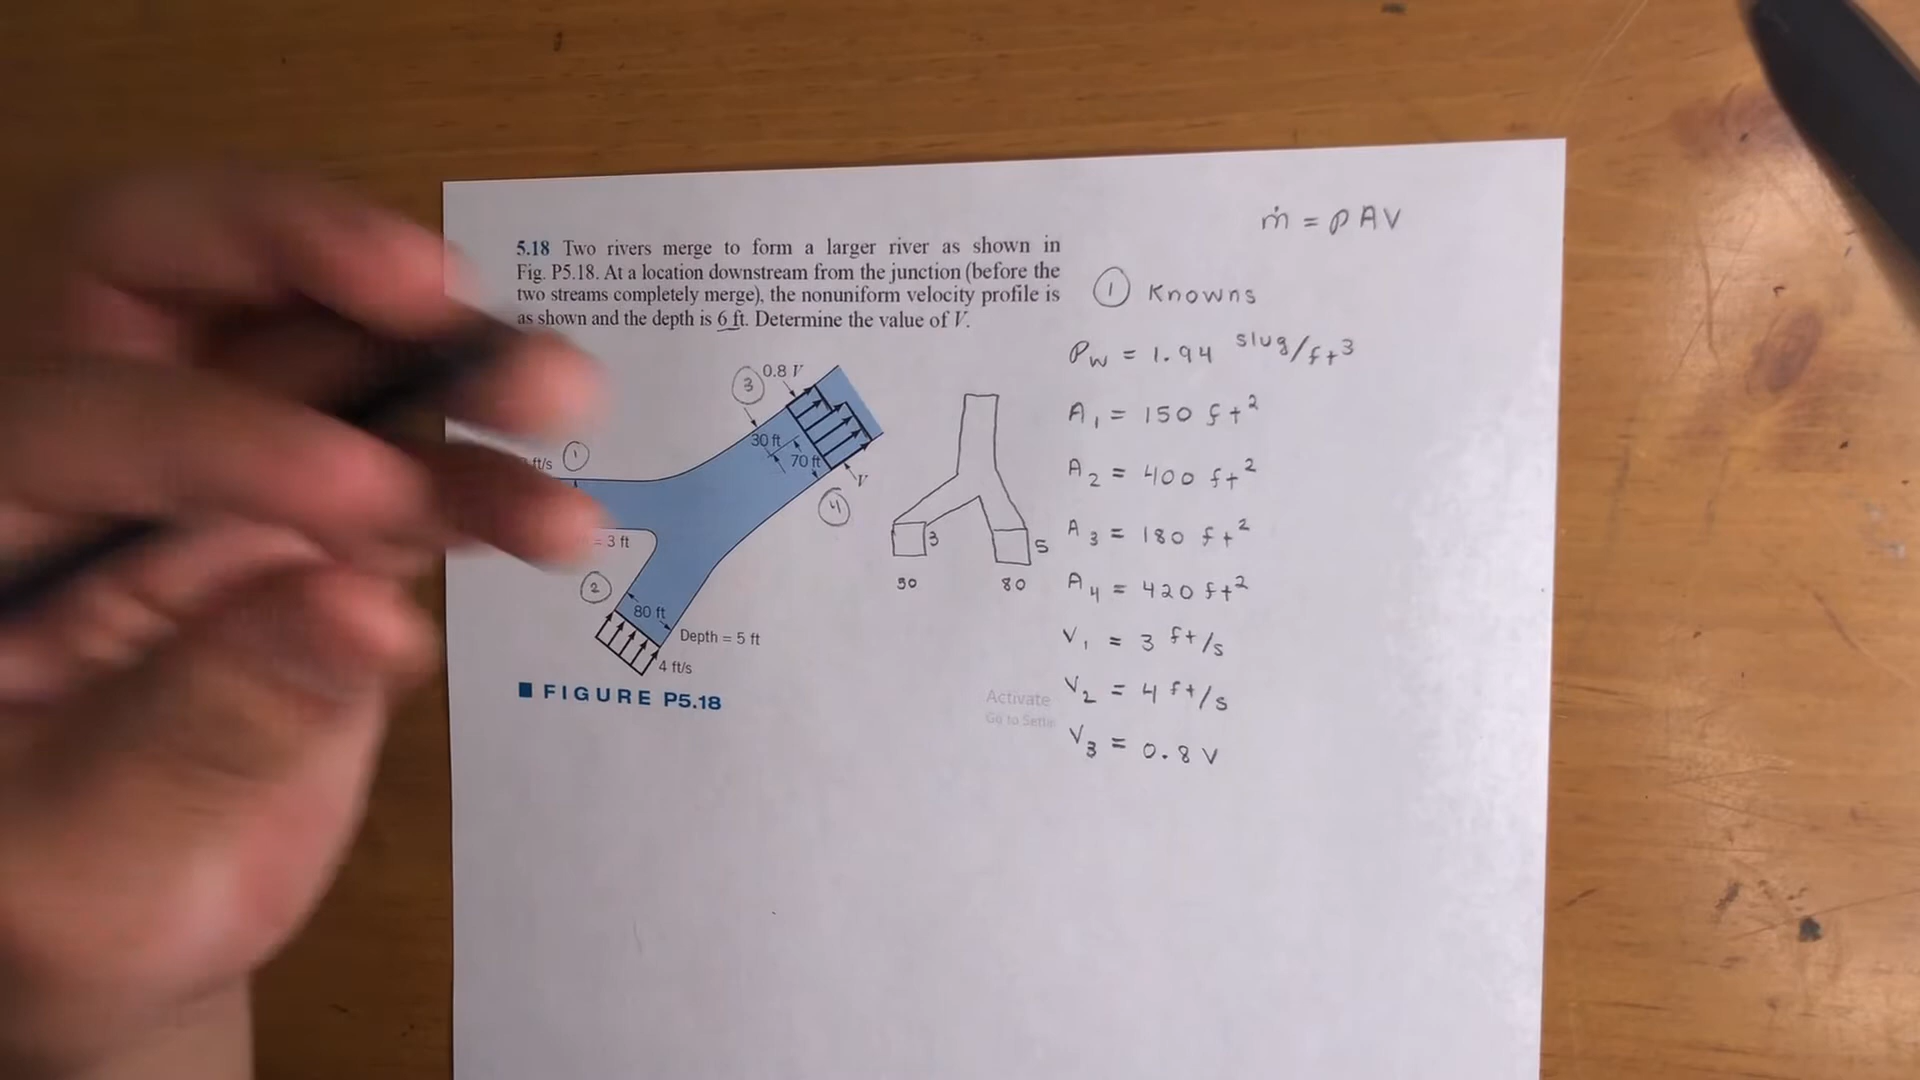 5.18 Two rivers merge to form a larger river as shown in
Fig. P5.18. At a location downstream from the junction (before the
two streams completely merge), the nonuniform velocity profile is
as shown and the depth is 6 ft. Determine the value of V.
3
0.8 V
30 ft
70 ft
V
4
ft/s
1
= 3 ft
2
80 ft
Depth = 5 ft
4 ft/s
FIGURE P5.18
3
5
50
80
Activate
Go to Settin
ṁ = ρ A V
1 Knowns
ρw = 1.94 slug/ft³
A₁ = 150 ft²
A₂ = 400 ft²
A₃ = 180 ft²
A₄ = 420 ft²
V₁ = 3 ft/s
V₂ = 4 ft/s
V₃ = 0.8 V